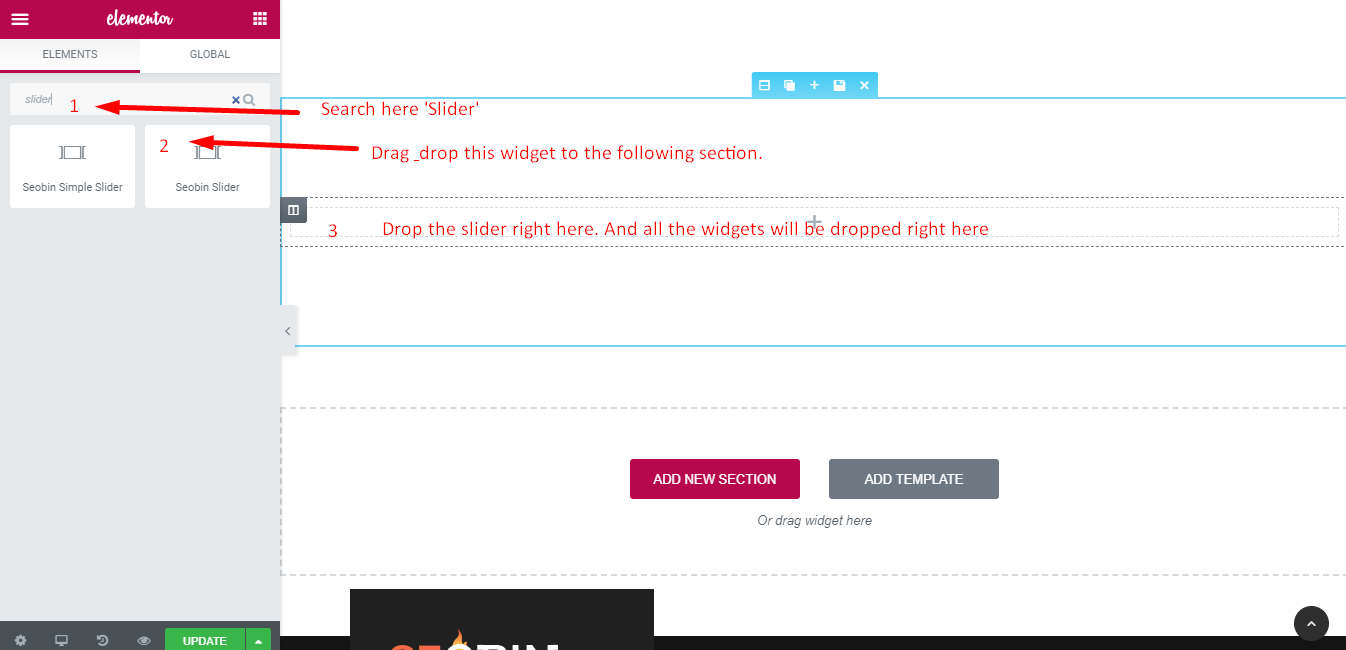 elementor
ELEMENTS
GLOBAL
slider
1
Search here 'Slider'
2
Drag _drop this widget to the following section.
Seobin Simple Slider
Seobin Slider
3
Drop the slider right here. And all the widgets will be dropped right here
ADD NEW SECTION
ADD TEMPLATE
Or drag widget here
SEOBIN
UPDATE